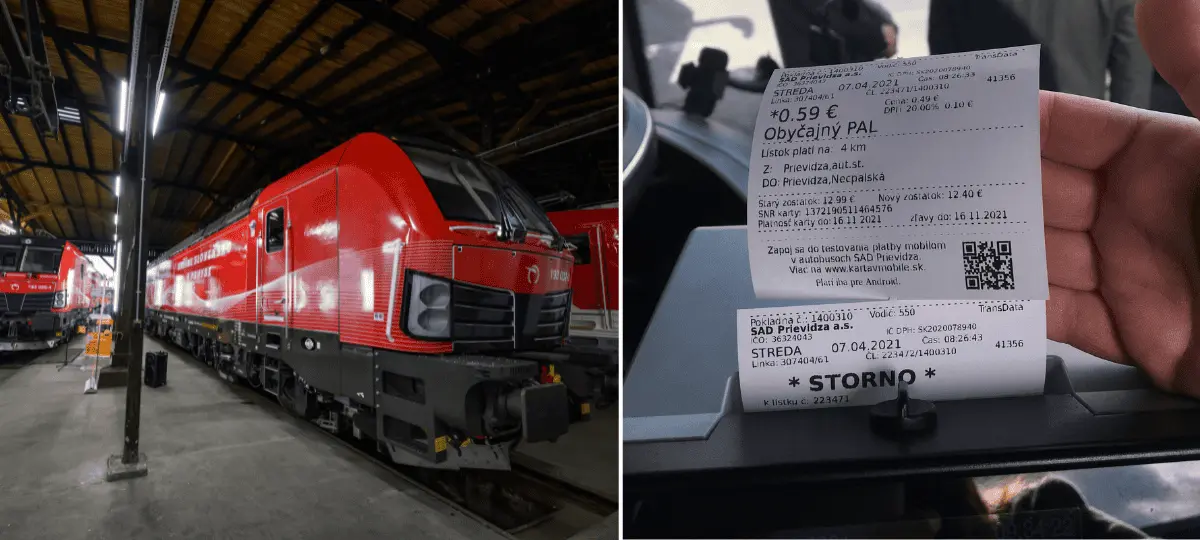 Pokladna č.: 1400310 Vodič: 550 TransData
SAD Prievidza a.s.
IČO: 36324043 IČ DPH: SK2020078940
STREDA 07.04.2021 Čas: 08:26:33
Linka: 307404/61 ČL: 223471/1400310 41356
*0.59 € Cena: 0.49 €
DPH: 20.00% 0.10 €
Obyčajný PAL
Lístok platí na: 4 km
Z: Prievidza,aut.st.
DO: Prievidza,Necpalská
Starý zostatok: 12.99 € Nový zostatok: 12.40 €
SNR karty: 1372190511464576
Platnosť karty do: 16.11.2021 zľavy do: 16.11.2021
Zapoj sa do testovania platby mobilom
v autobusoch SAD Prievidza.
Viac na www.kartavmobile.sk.
Platí iba pre Android.
Pokladna č.: 1400310 Vodič: 550 TransData
SAD Prievidza a.s.
IČO: 36324043 IČ DPH: SK2020078940
STREDA 07.04.2021 Čas: 08:26:43
Linka: 307404/61 ČL: 223472/1400310 41356
* STORNO *
k lístku č: 223471